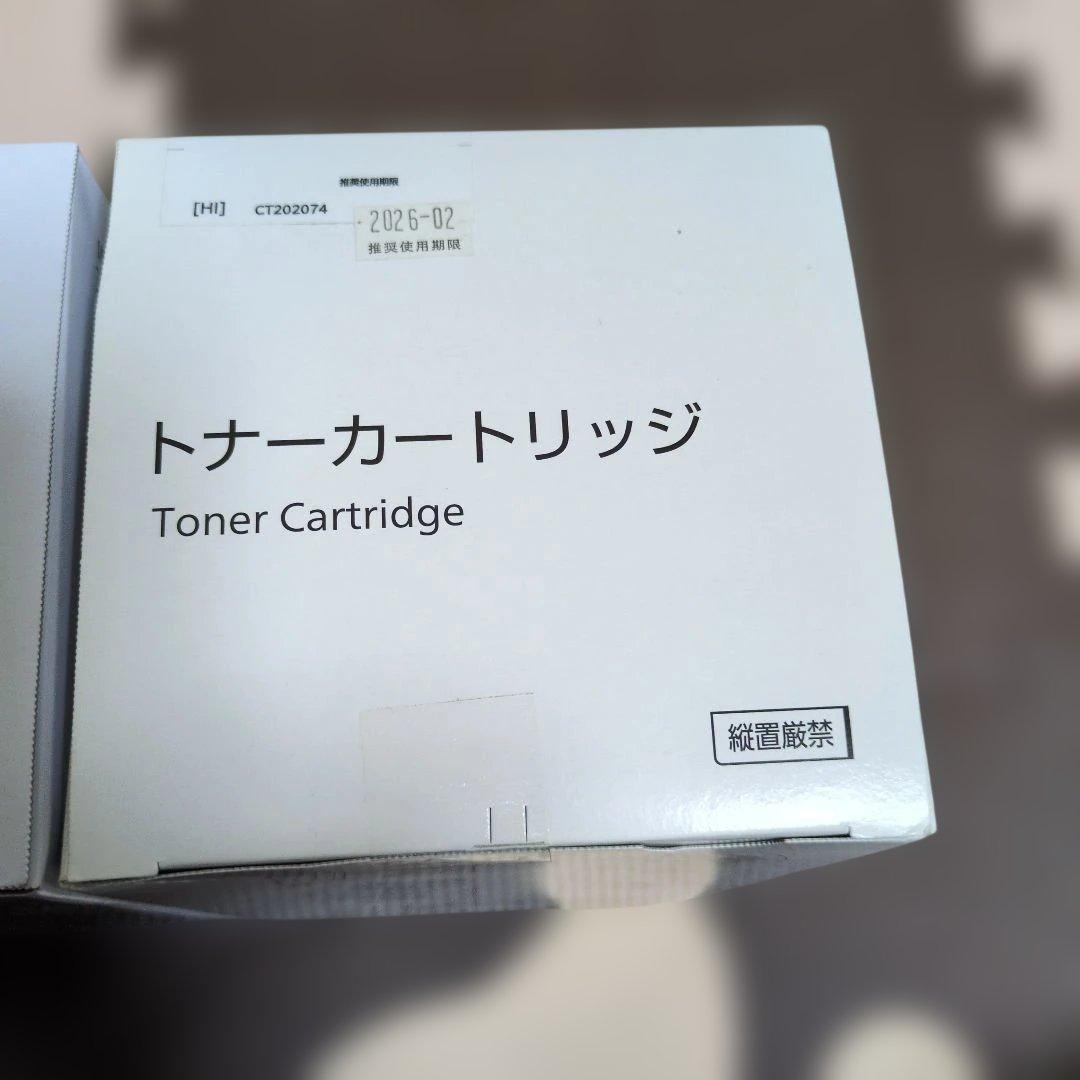 推奨使用期限
[HI] CT202074
2026-02
推奨使用期限
トナーカートリッジ
Toner Cartridge
縦置厳禁